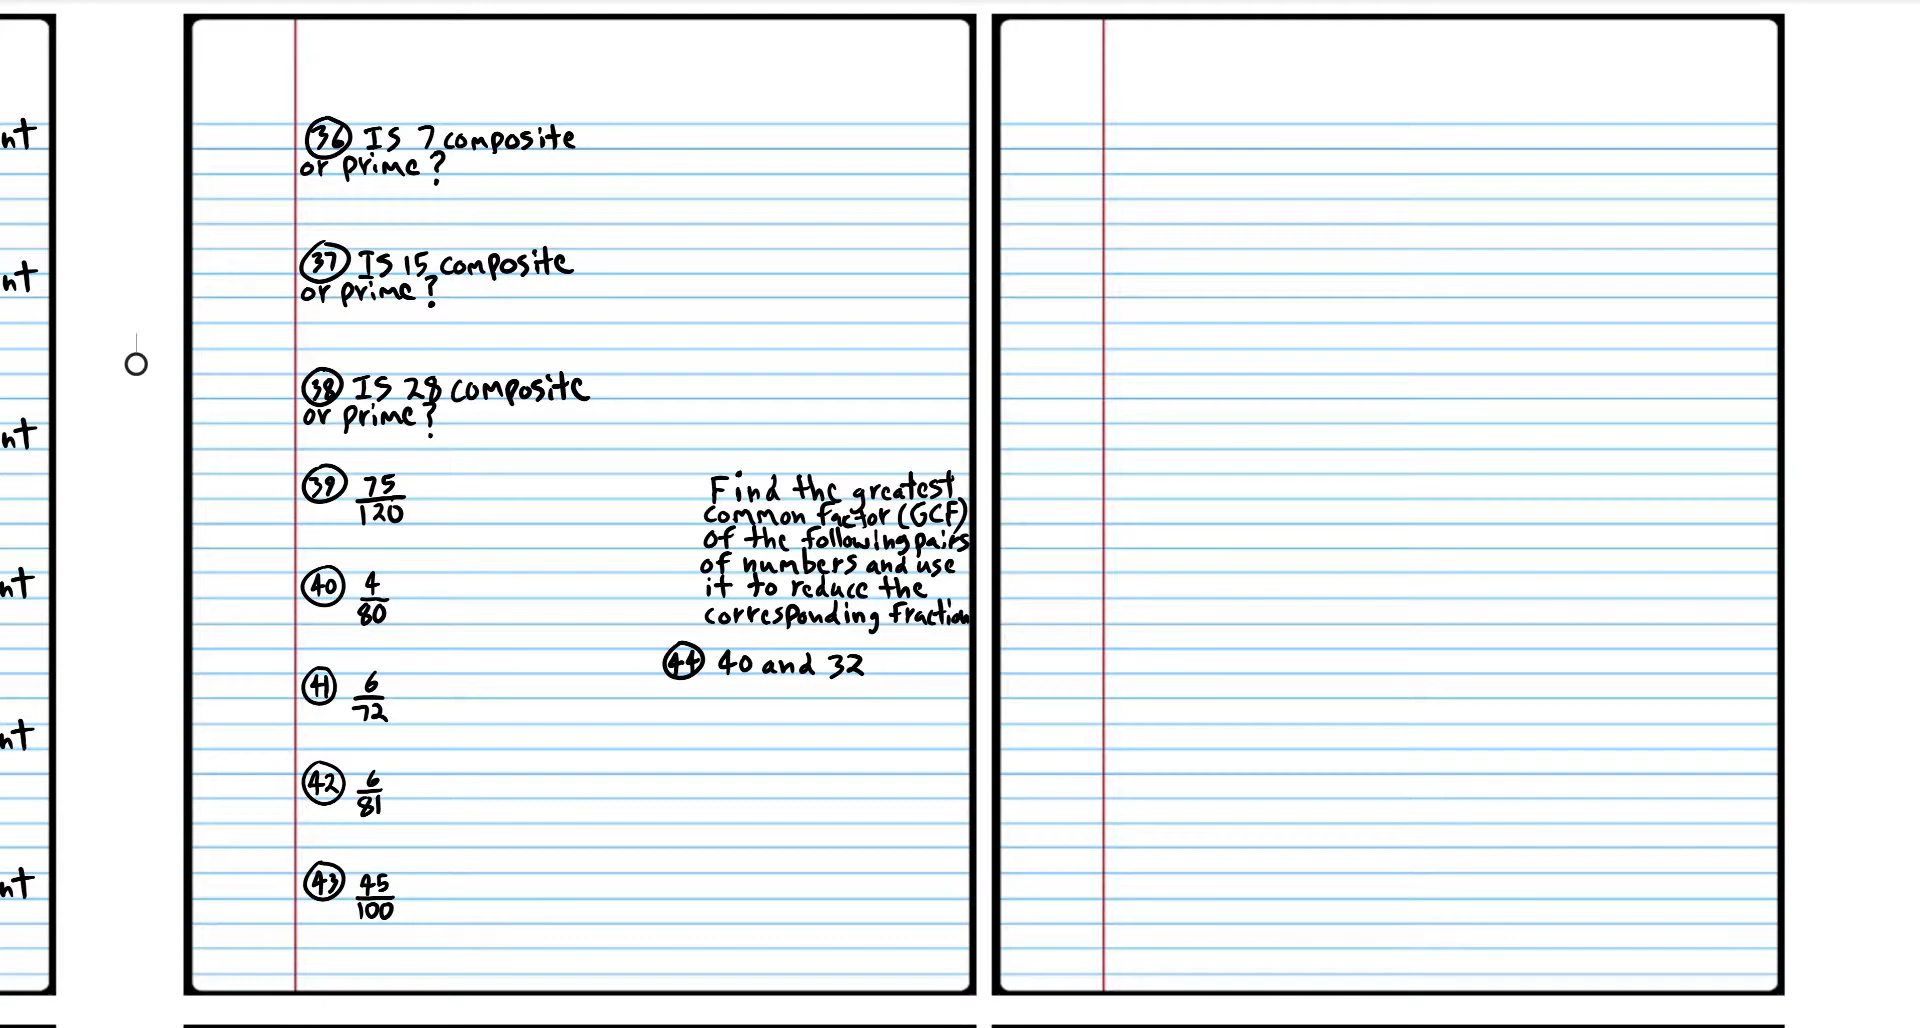 nt
nt
nt
nt
nt
nt
36 Is 7 composite
or prime?
37 Is 15 composite
or prime?
38 Is 28 composite
or prime?
39 75/120
40 4/80
41 6/72
42 6/81
43 45/100
Find the greatest
common factor (GCF)
of the following pairs
of numbers and use
it to reduce the
corresponding fraction
44 40 and 32